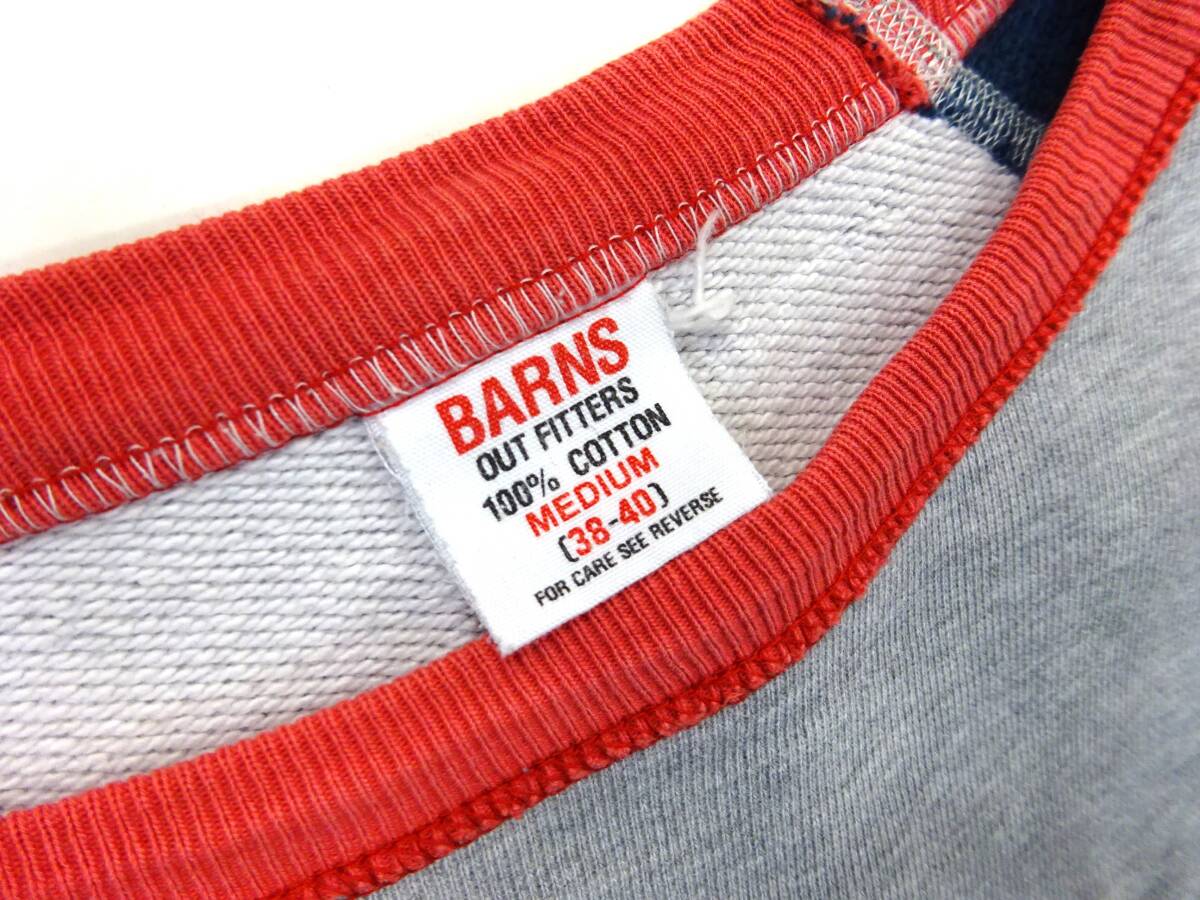 BARNS
OUT FITTERS
100% COTTON
MEDIUM
(38-40)
FOR CARE SEE REVERSE